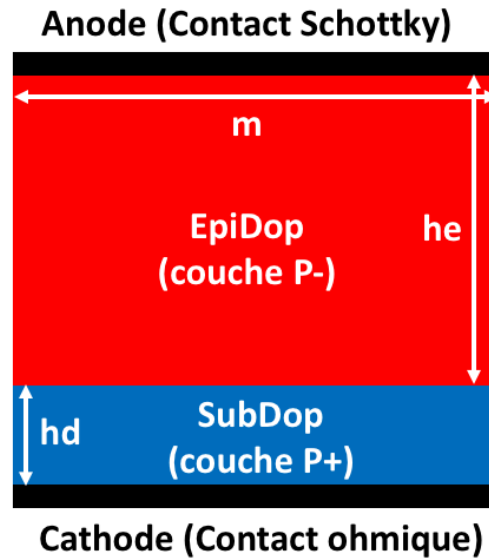 Anode (Contact Schottky)
m
EpiDop
(couche P-)
he
hd
SubDop
(couche P+)
Cathode (Contact ohmique)